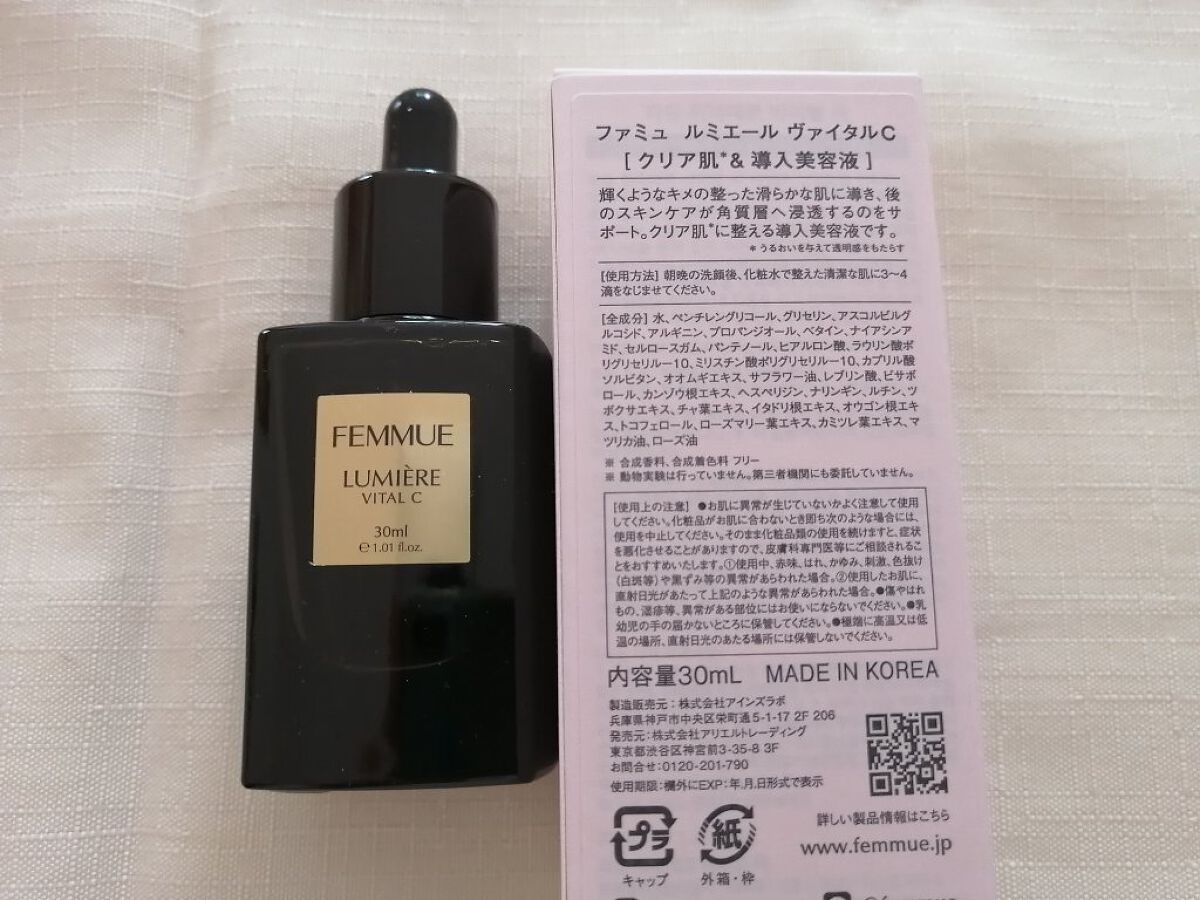 FEMMUE
LUMIÈRE
VITAL C
30ml
℮ 1.01 fl.oz.
ファミュ ルミエール ヴァイタルC
[ クリア肌*& 導入美容液 ]
輝くようなキメの整った滑らかな肌に導き、後
のスキンケアが角質層へ浸透するのをサ
ポート。クリア肌*に整える導入美容液です。
* うるおいを与えて透明感をもたらす
[使用方法] 朝晩の洗顔後、化粧水で整えた清潔な肌に3〜4
滴をなじませてください。
[全成分] 水、ペンチレングリコール、グリセリン、アスコルビルグ
ルコシド、アルギニン、プロパンジオール、ベタイン、ナイアシンア
ミド、セルロースガム、パンテノール、ヒアルロン酸、ラウリン酸ポ
リグリセリル－10、ミリスチン酸ポリグリセリル－10、カプリル酸
ソルビタン、オオムギエキス、サフラワー油、レブリン酸、ビサボ
ロール、カンゾウ根エキス、ヘスペリジン、ナリンギン、ルチン、ツ
ボクサエキス、チャ葉エキス、イタドリ根エキス、オウゴン根エキ
ス、トコフェロール、ローズマリー葉エキス、カミツレ葉エキス、マ
ツリカ油、ローズ油
※ 合成香料、合成着色料 フリー
※ 動物実験は行っていません。第三者機関にも委託していません。
[使用上の注意] ●お肌に異常が生じていないかよく注意して使用
してください。化粧品がお肌に合わないとき即ち次のような場合には、
使用を中止してください。そのまま化粧品類の使用を続けますと、症状
を悪化させることがありますので、皮膚科専門医等にご相談されるこ
とをおすすめいたします。①使用中、赤味、はれ、かゆみ、刺激、色抜け
(白斑等)や黒ずみ等の異常があらわれた場合。②使用したお肌に、
直射日光があたって上記のような異常があらわれた場合。●傷やはれ
もの、湿疹等、異常がある部位にはお使いにならないでください。●乳
幼児の手の届かないところに保管してください。●極端に高温又は低
温の場所、直射日光のあたる場所には保管しないでください。
内容量30mL MADE IN KOREA
製造販売元：株式会社アインズラボ
兵庫県神戸市中央区栄町通5-1-17 2F 206
発売元：株式会社アリエルトレーディング
東京都渋谷区神宮前3-35-8 3F
お問合せ：0120-201-790
使用期限：欄外にEXP：年.月.日形式で表示
詳しい製品情報はこちら
www.femmue.jp
プラ
キャップ
紙
外箱・枠